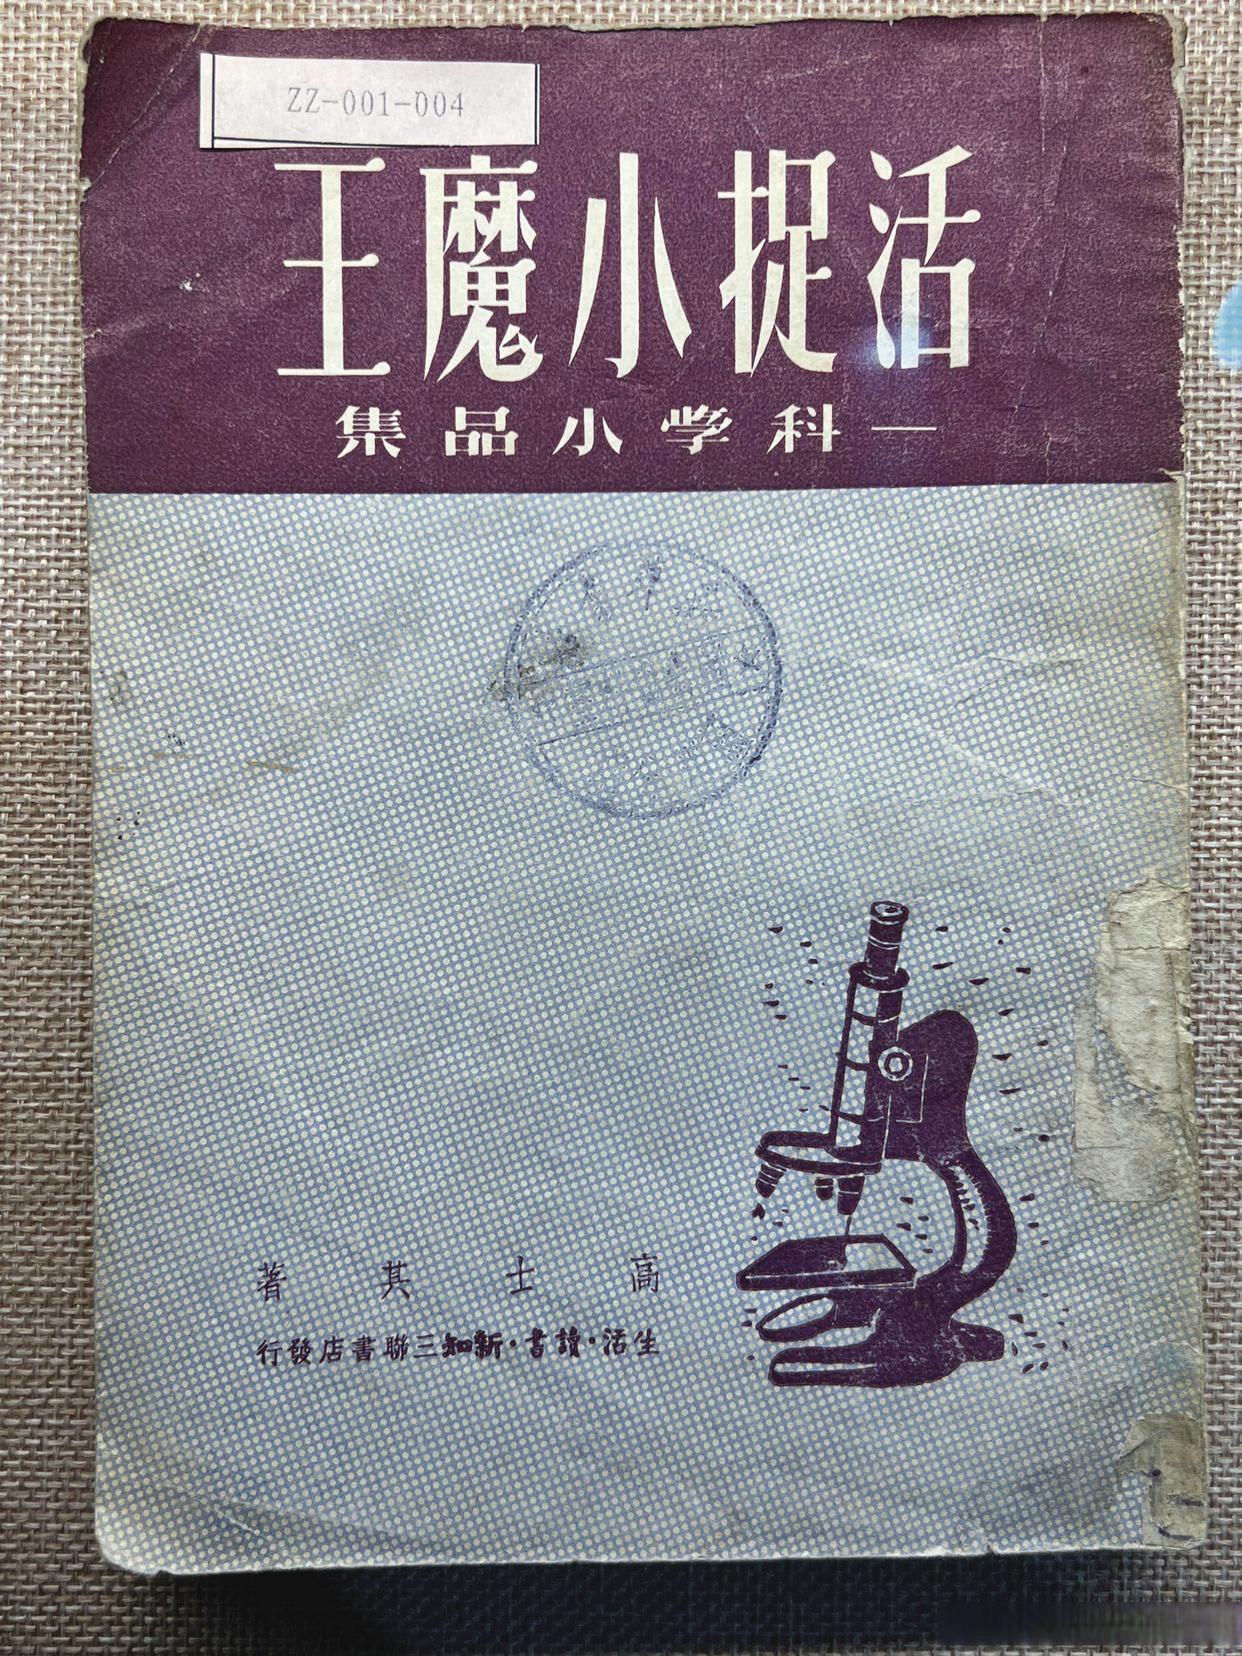 ZZ-001-004
活捉小魔王
—科學小品集
高士其著
生活·讀書·新知三聯書店發行